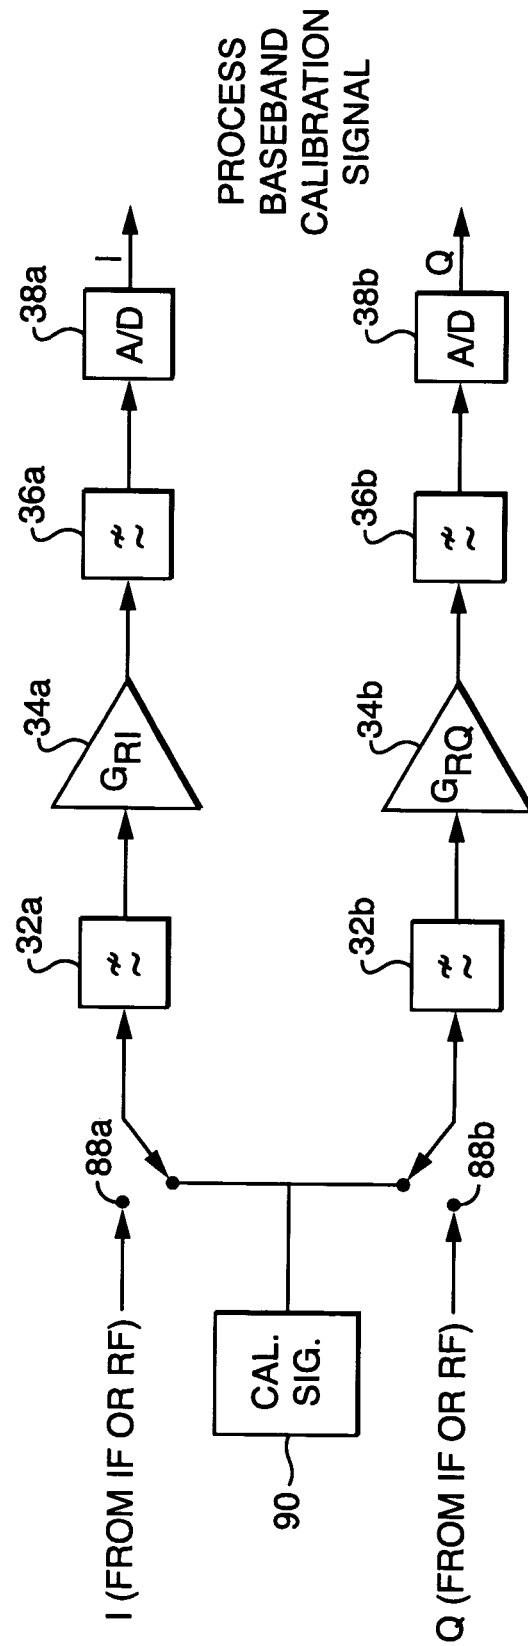 I (FROM IF OR RF)
88a
32a
34a
G_RI
36a
38a
A/D
I
90
CAL.
SIG.
PROCESS
BASEBAND
CALIBRATION
SIGNAL
Q (FROM IF OR RF)
88b
32b
34b
G_RQ
36b
38b
A/D
Q